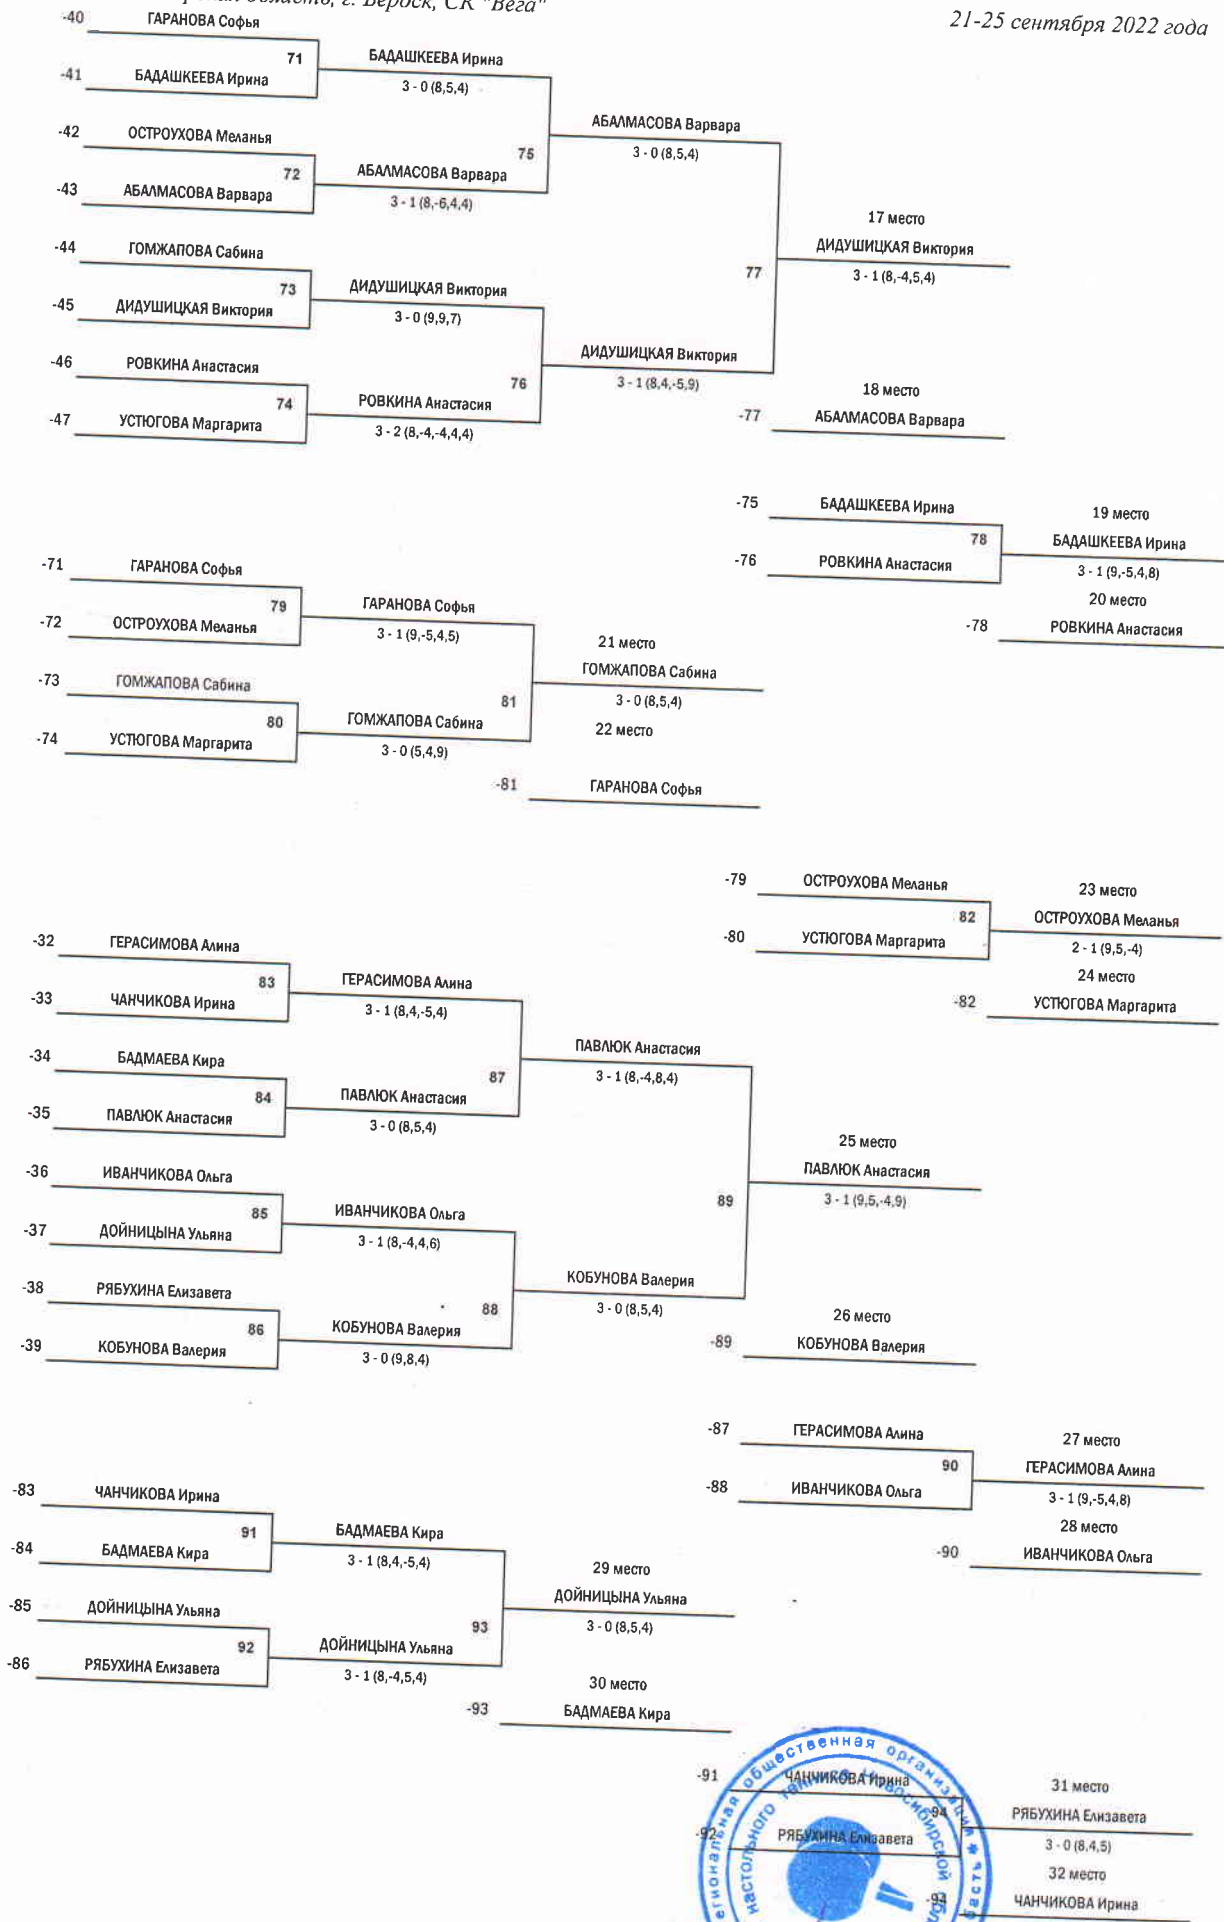 область, г. Бердск, СК "Вега"
21-25 сентября 2022 года
-40 ГАРАНОВА Софья
71
-41 БАДАШКЕЕВА Ирина
БАДАШКЕЕВА Ирина
3 - 0 (8,5,4)
-42 ОСТРОУХОВА Меланья
72
-43 АБАЛМАСОВА Варвара
АБАЛМАСОВА Варвара
3 - 1 (8,-6,4,4)
75
АБАЛМАСОВА Варвара
3 - 0 (8,5,4)
-44 ГОМЖАПОВА Сабина
73
-45 ДИДУШИЦКАЯ Виктория
ДИДУШИЦКАЯ Виктория
3 - 0 (9,9,7)
-46 РОВКИНА Анастасия
74
-47 УСТЮГОВА Маргарита
РОВКИНА Анастасия
3 - 2 (8,-4,-4,4,4)
76
ДИДУШИЦКАЯ Виктория
3 - 1 (8,4,-5,9)
77
17 место
ДИДУШИЦКАЯ Виктория
3 - 1 (8,-4,5,4)
18 место
-77 АБАЛМАСОВА Варвара
-75 БАДАШКЕЕВА Ирина
78
-76 РОВКИНА Анастасия
19 место
БАДАШКЕЕВА Ирина
3 - 1 (9,-5,4,8)
20 место
-78 РОВКИНА Анастасия
-71 ГАРАНОВА Софья
79
-72 ОСТРОУХОВА Меланья
ГАРАНОВА Софья
3 - 1 (9,-5,4,5)
-73 ГОМЖАПОВА Сабина
80
-74 УСТЮГОВА Маргарита
ГОМЖАПОВА Сабина
3 - 0 (5,4,9)
81
21 место
ГОМЖАПОВА Сабина
3 - 0 (8,5,4)
22 место
-81 ГАРАНОВА Софья
-79 ОСТРОУХОВА Меланья
82
-80 УСТЮГОВА Маргарита
23 место
ОСТРОУХОВА Меланья
2 - 1 (9,5,-4)
24 место
-82 УСТЮГОВА Маргарита
-32 ГЕРАСИМОВА Алина
83
-33 ЧАНЧИКОВА Ирина
ГЕРАСИМОВА Алина
3 - 1 (8,4,-5,4)
-34 БАДМАЕВА Кира
84
-35 ПАВЛЮК Анастасия
ПАВЛЮК Анастасия
3 - 0 (8,5,4)
87
ПАВЛЮК Анастасия
3 - 1 (8,-4,8,4)
-36 ИВАНЧИКОВА Ольга
85
-37 ДОЙНИЦЫНА Ульяна
ИВАНЧИКОВА Ольга
3 - 1 (8,-4,4,6)
-38 РЯБУХИНА Елизавета
86
-39 КОБУНОВА Валерия
КОБУНОВА Валерия
3 - 0 (9,8,4)
88
КОБУНОВА Валерия
3 - 0 (8,5,4)
89
25 место
ПАВЛЮК Анастасия
3 - 1 (9,5,-4,9)
26 место
-89 КОБУНОВА Валерия
-87 ГЕРАСИМОВА Алина
90
-88 ИВАНЧИКОВА Ольга
27 место
ГЕРАСИМОВА Алина
3 - 1 (9,-5,4,8)
28 место
-90 ИВАНЧИКОВА Ольга
-83 ЧАНЧИКОВА Ирина
91
-84 БАДМАЕВА Кира
БАДМАЕВА Кира
3 - 1 (8,4,-5,4)
-85 ДОЙНИЦЫНА Ульяна
92
-86 РЯБУХИНА Елизавета
ДОЙНИЦЫНА Ульяна
3 - 1 (8,-4,5,4)
93
29 место
ДОЙНИЦЫНА Ульяна
3 - 0 (8,5,4)
30 место
-93 БАДМАЕВА Кира
-91 ЧАНЧИКОВА Ирина
94
-92 РЯБУХИНА Елизавета
31 место
РЯБУХИНА Елизавета
3 - 0 (8,4,5)
32 место
-94 ЧАНЧИКОВА Ирина
общественная организация
настольного тенниса Новосибирской